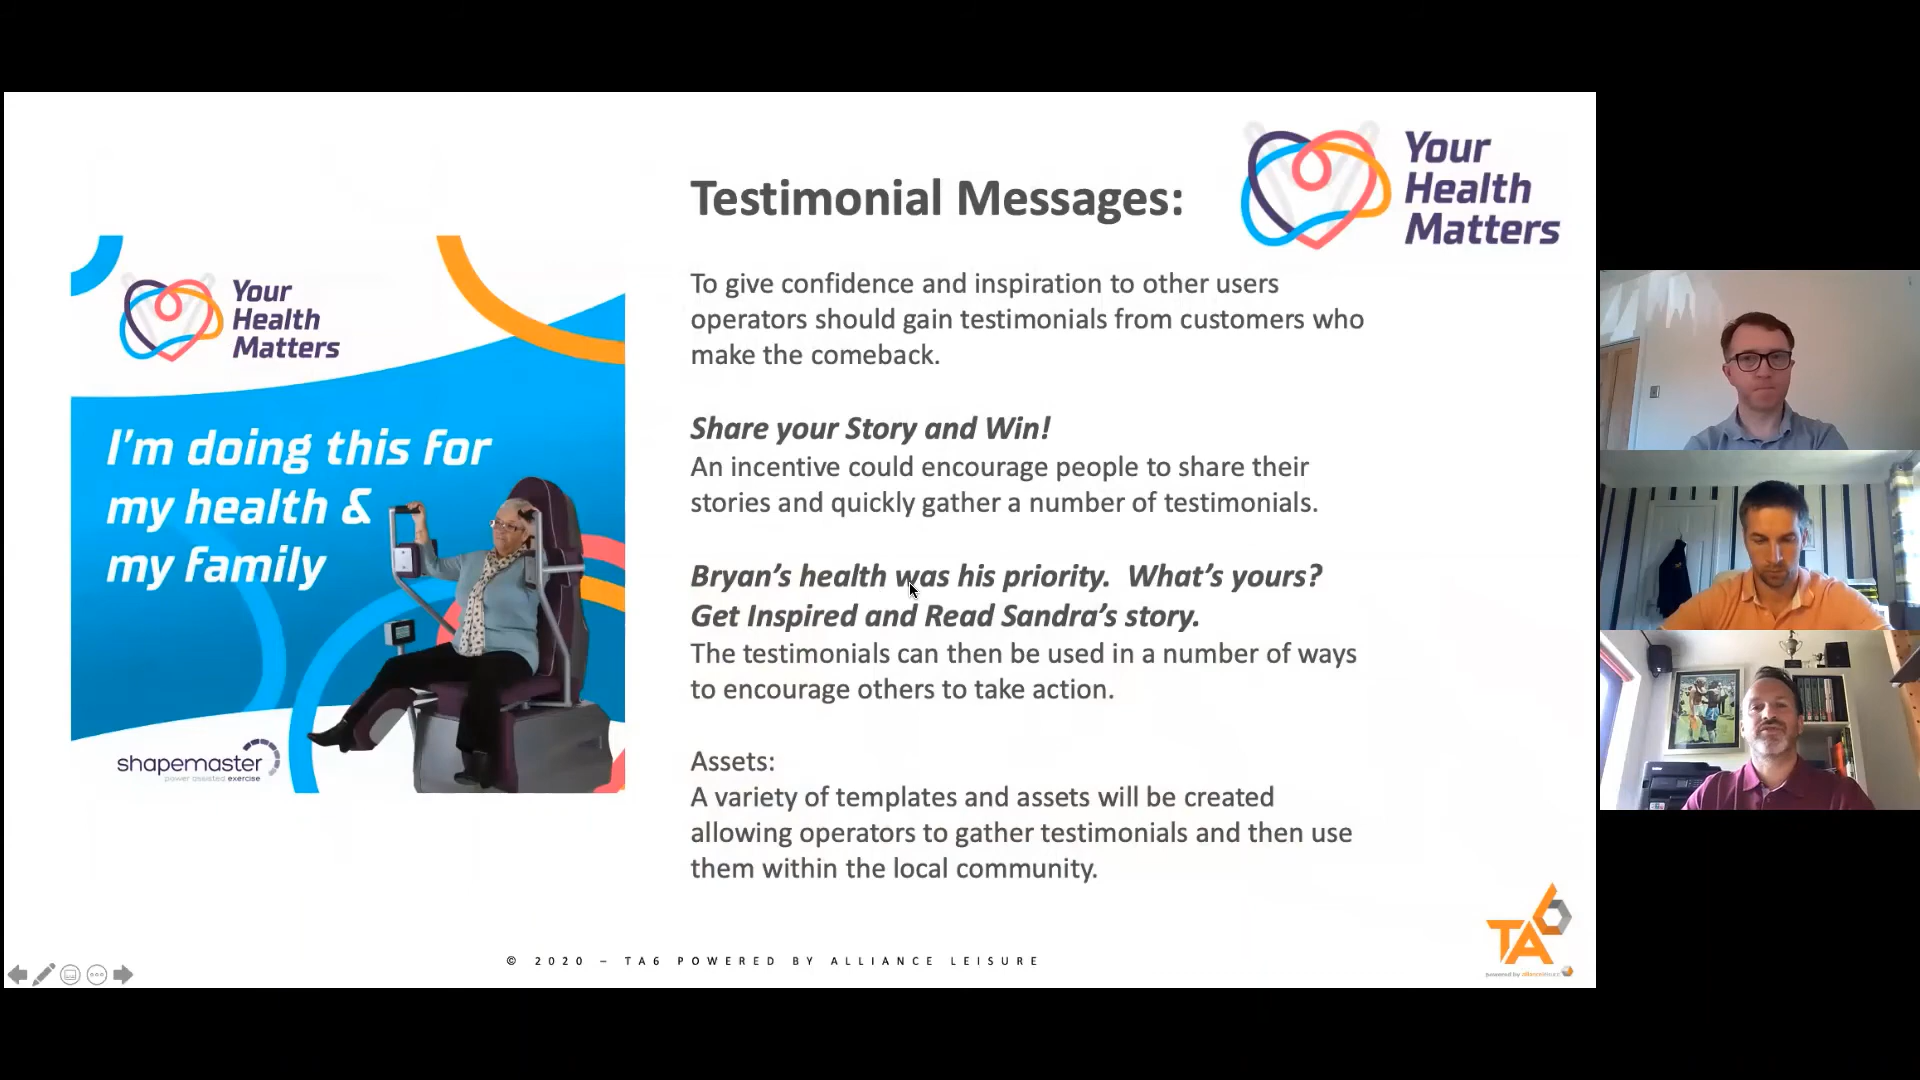 Testimonial Messages:
Your
Health
Matters
To give confidence and inspiration to other users
operators should gain testimonials from customers who
make the comeback.
Share your Story and Win!
An incentive could encourage people to share their
stories and quickly gather a number of testimonials.
Bryan's health was his priority.  What's yours?
Get Inspired and Read Sandra's story.
The testimonials can then be used in a number of ways
to encourage others to take action.
Assets:
A variety of templates and assets will be created
allowing operators to gather testimonials and then use
them within the local community.
Your
Health
Matters
I'm doing this for
my health &
my family
shapemaster
power assisted exercise
TA6
powered by allianceleisure
© 2020 – TA6 POWERED BY ALLIANCE LEISURE